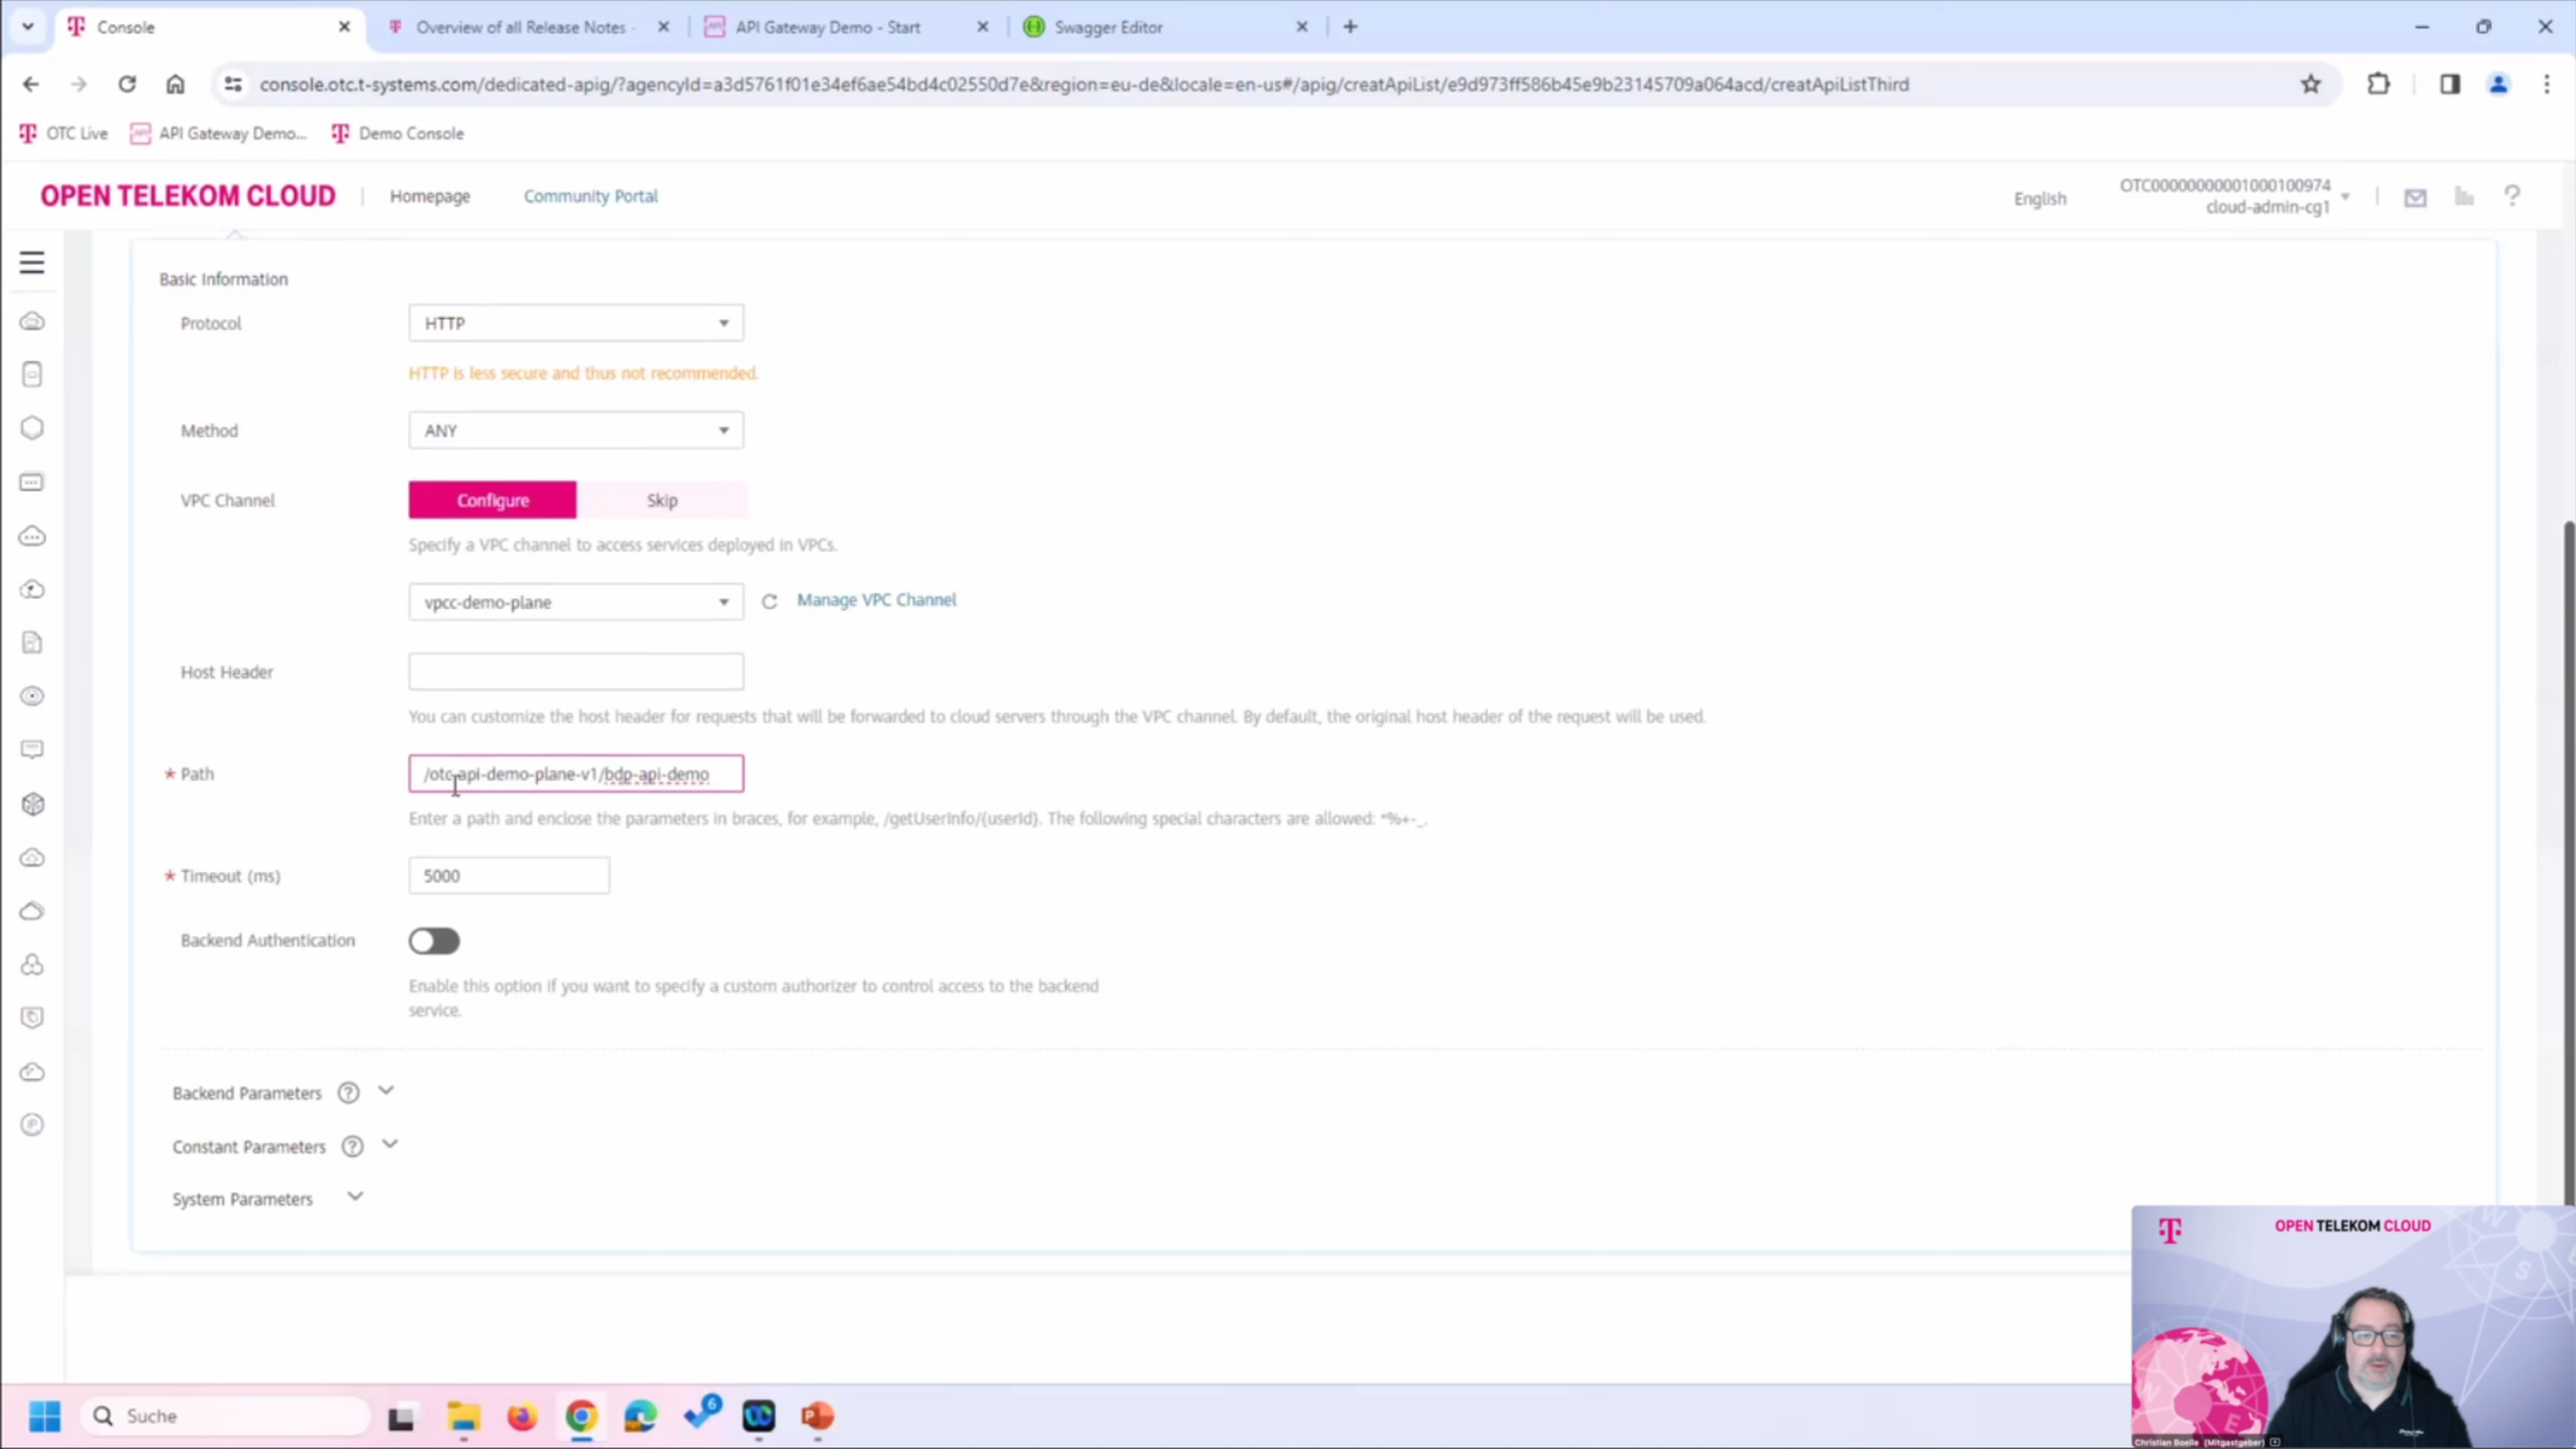 Console
Overview of all Release Notes -
API Gateway Demo - Start
Swagger Editor
console.otc.t-systems.com/dedicated-apig/?agencyId=a3d5761f01e34ef6ae54bd4c02550d7e&region=eu-de&locale=en-us#/apig/creatApiList/e9d973ff586b45e9b23145709a064acd/creatApiListThird
OTC Live
API Gateway Demo...
Demo Console
OPEN TELEKOM CLOUD
Homepage
Community Portal
English
OTC00000000001000100974
cloud-admin-cg1
Basic Information
Protocol
HTTP
HTTP is less secure and thus not recommended.
Method
ANY
VPC Channel
Configure
Skip
Specify a VPC channel to access services deployed in VPCs.
vpcc-demo-plane
Manage VPC Channel
Host Header
You can customize the host header for requests that will be forwarded to cloud servers through the VPC channel. By default, the original host header of the request will be used.
* Path
/otc-api-demo-plane-v1/bdp-api-demo
Enter a path and enclose the parameters in braces, for example, /getUserInfo/{userId}. The following special characters are allowed: *%+-_.
* Timeout (ms)
5000
Backend Authentication
Enable this option if you want to specify a custom authorizer to control access to the backend
service.
Backend Parameters ?
Constant Parameters ?
System Parameters
OPEN TELEKOM CLOUD
Christian Boelle (Mitgastgeber)
Suche
6